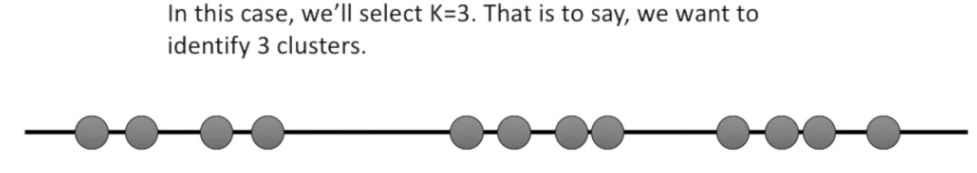 In this case, we’ll select K=3. That is to say, we want to
identify 3 clusters.